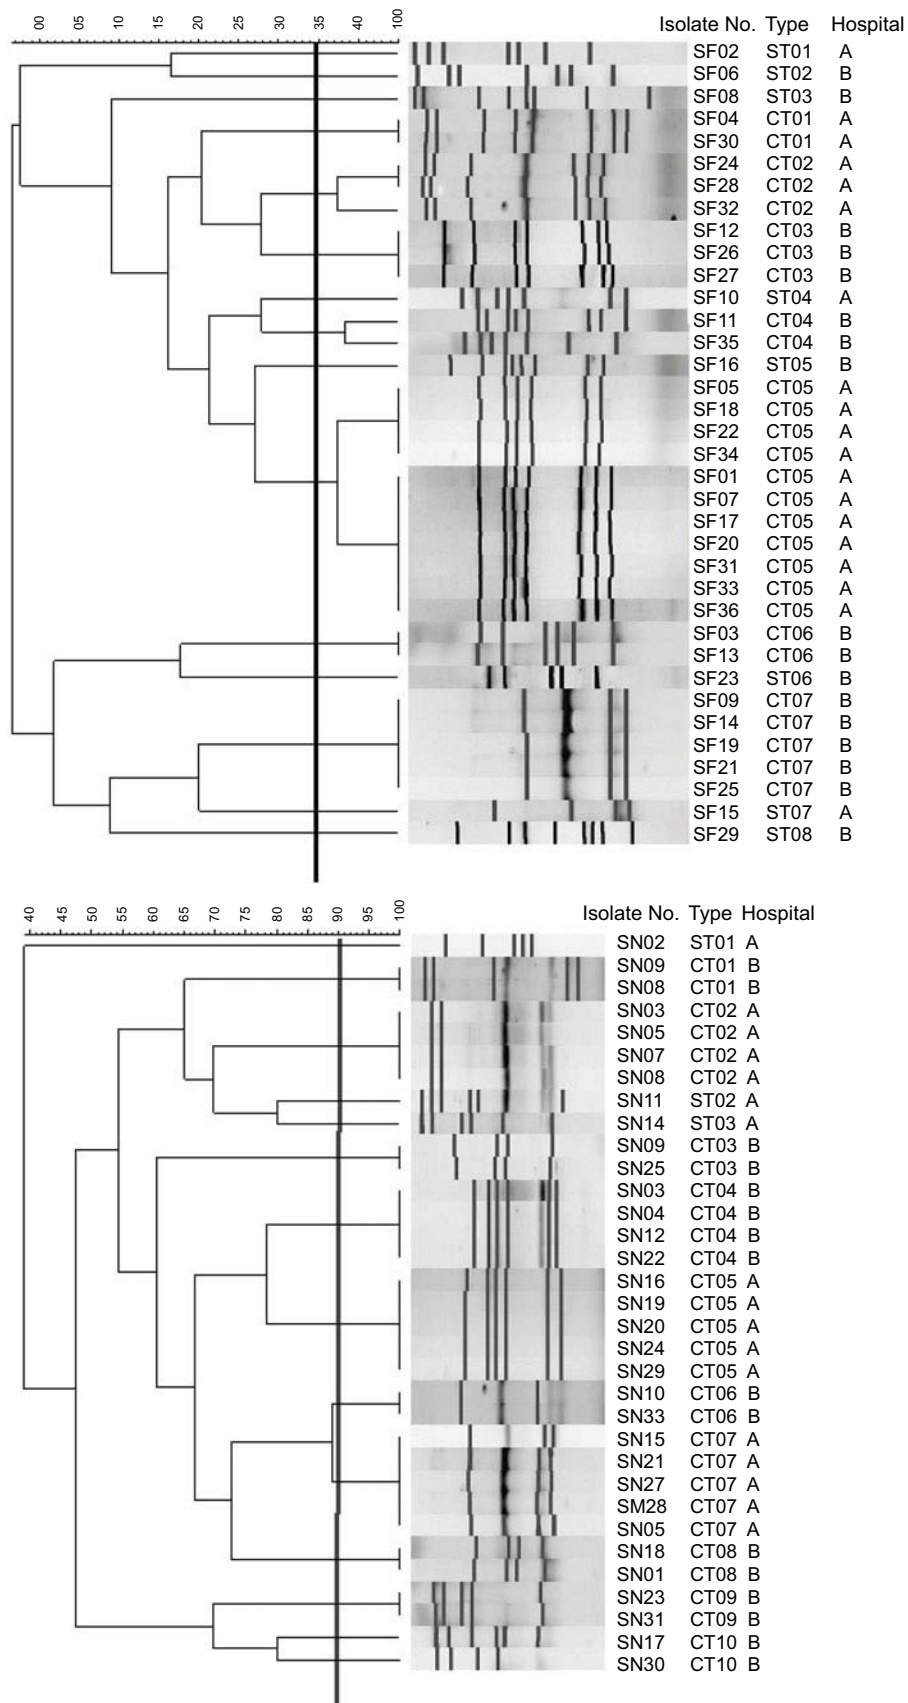 00 05 10 15 20 25 30 35 40 100
Isolate No. Type Hospital
SF02 ST01 A
SF06 ST02 B
SF08 ST03 B
SF04 CT01 A
SF30 CT01 A
SF24 CT02 A
SF28 CT02 A
SF32 CT02 A
SF12 CT03 B
SF26 CT03 B
SF27 CT03 B
SF10 ST04 A
SF11 CT04 B
SF35 CT04 B
SF16 ST05 B
SF05 CT05 A
SF18 CT05 A
SF22 CT05 A
SF34 CT05 A
SF01 CT05 A
SF07 CT05 A
SF17 CT05 A
SF20 CT05 A
SF31 CT05 A
SF33 CT05 A
SF36 CT05 A
SF03 CT06 B
SF13 CT06 B
SF23 ST06 B
SF09 CT07 B
SF14 CT07 B
SF19 CT07 B
SF21 CT07 B
SF25 CT07 B
SF15 ST07 A
SF29 ST08 B
40 45 50 55 60 65 70 75 80 85 90 95 100
Isolate No. Type Hospital
SN02 ST01 A
SN09 CT01 B
SN08 CT01 B
SN03 CT02 A
SN05 CT02 A
SN07 CT02 A
SN08 CT02 A
SN11 ST02 A
SN14 ST03 A
SN09 CT03 B
SN25 CT03 B
SN03 CT04 B
SN04 CT04 B
SN12 CT04 B
SN22 CT04 B
SN16 CT05 A
SN19 CT05 A
SN20 CT05 A
SN24 CT05 A
SN29 CT05 A
SN10 CT06 B
SN33 CT06 B
SN15 CT07 A
SN21 CT07 A
SN27 CT07 A
SM28 CT07 A
SN05 CT07 A
SN18 CT08 B
SN01 CT08 B
SN23 CT09 B
SN31 CT09 B
SN17 CT10 B
SN30 CT10 B